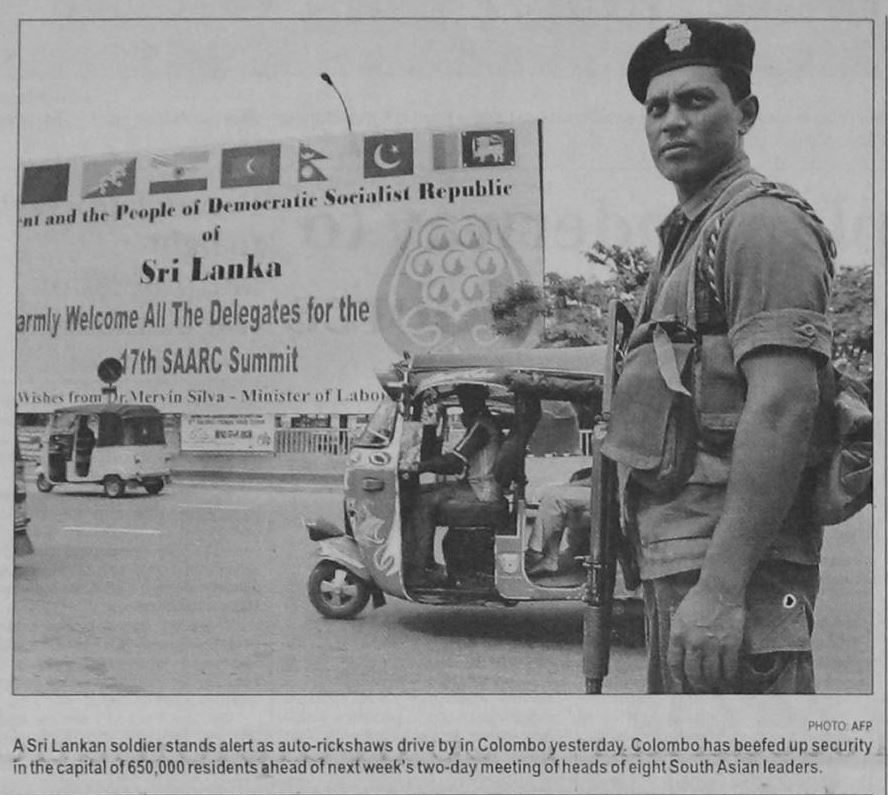 nt and the People of Democratic Socialist Republic
of
Sri Lanka
armly Welcome All The Delegates for the
17th SAARC Summit
Wishes from Dr. Mervin Silva - Minister of Labo
PHOTO: AFP
A Sri Lankan soldier stands alert as auto-rickshaws drive by in Colombo yesterday. Colombo has beefed up security
in the capital of 650,000 residents ahead of next week's two-day meeting of heads of eight South Asian leaders.